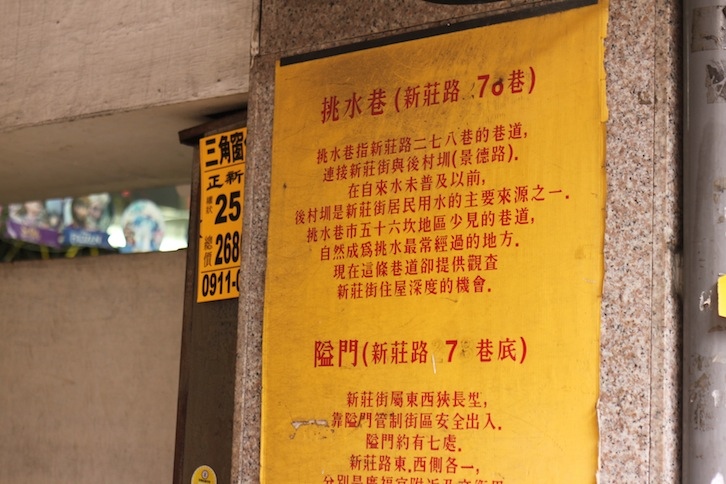 挑水巷(新莊路 76巷)
挑水巷指新莊路二七八巷的巷道,
連接新莊街與後村圳(景德路).
在自來水未普及以前,
後村圳是新莊街居民用水的主要來源之一.
挑水巷市五十六坎地區少見的巷道,
自然成為挑水最常經過的地方.
現在這條巷道卻提供觀查
新莊街住屋深度的機會.
隘門(新莊路 7 巷底)
新莊街屬東西狹長型,
靠隘門管制街區安全出入.
隘門約有七處.
新莊路東.西側各一,
三角窗
正新
25
總價
268
0911-